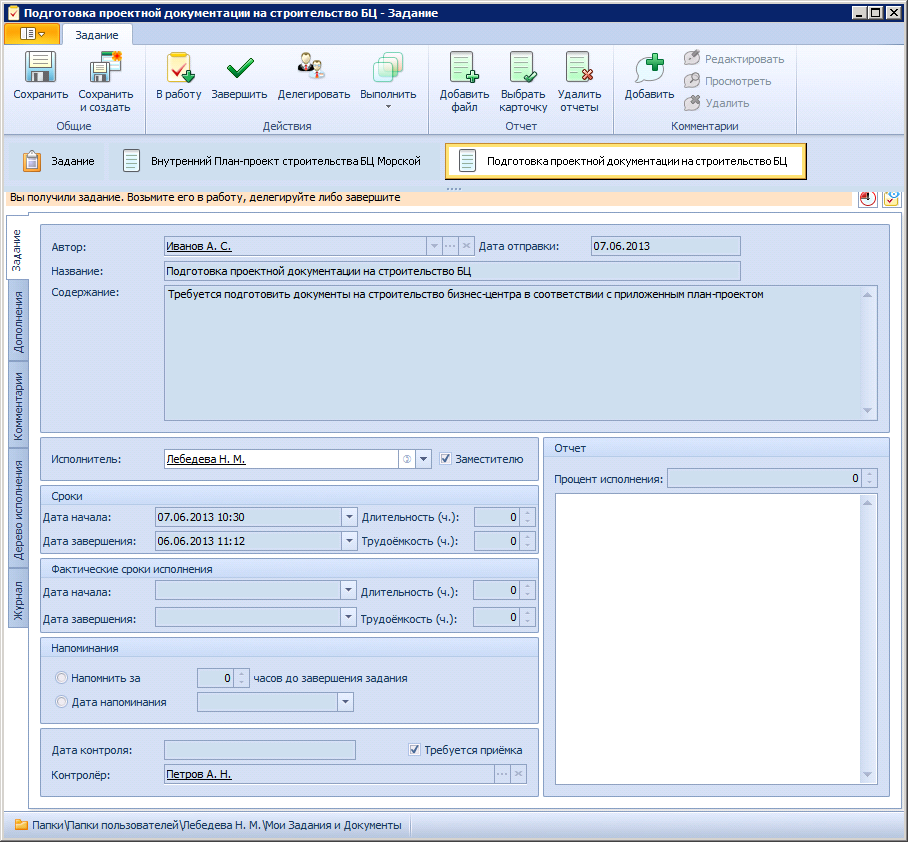 Подготовка проектной документации на строительство БЦ - Задание
Задание
Сохранить
Сохранить и создать
Общие
В работу
Завершить
Делегировать
Выполнить
Действия
Добавить файл
Выбрать карточку
Удалить отчеты
Отчет
Добавить
Редактировать
Просмотреть
Удалить
Комментарии
Задание
Внутренний План-проект строительства БЦ Морской
Подготовка проектной документации на строительство БЦ
Вы получили задание. Возьмите его в работу, делегируйте либо завершите
Задание
Дополнения
Комментарии
Дерево исполнения
Журнал
Автор: Иванов А. С. Дата отправки: 07.06.2013
Название: Подготовка проектной документации на строительство БЦ
Содержание: Требуется подготовить документы на строительство бизнес-центра в соответствии с приложенным план-проектом
Исполнитель: Лебедева Н. М. Заместителю
Сроки
Дата начала: 07.06.2013 10:30 Длительность (ч.): 0
Дата завершения: 06.06.2013 11:12 Трудоёмкость (ч.): 0
Фактические сроки исполнения
Дата начала: Длительность (ч.): 0
Дата завершения: Трудоёмкость (ч.): 0
Напоминания
Напомнить за 0 часов до завершения задания
Дата напоминания
Дата контроля: Требуется приёмка
Контролёр: Петров А. Н.
Отчет
Процент исполнения: 0
Папки\Папки пользователей\Лебедева Н. М.\Мои Задания и Документы